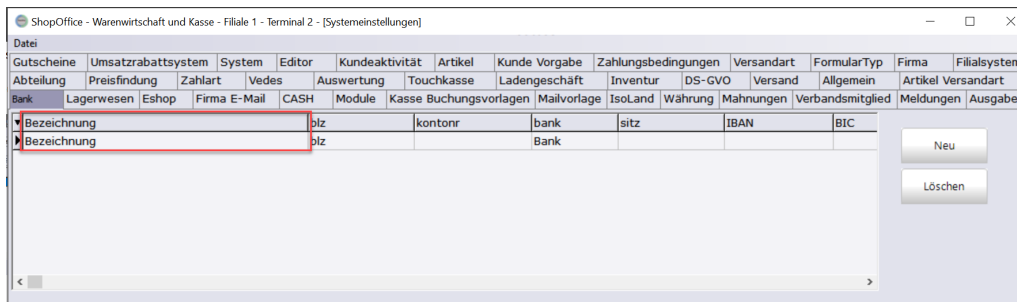 ShopOffice - Warenwirtschaft und Kasse - Filiale 1 - Terminal 2 - [Systemeinstellungen]
Datei
Gutscheine Umsatzrabattsystem System Editor Kundeaktivität Artikel Kunde Vorgabe Zahlungsbedingungen Versandart FormularTyp Firma Filialsystem
Abteilung Preisfindung Zahlart Vedes Auswertung Touchkasse Ladengeschäft Inventur DS-GVO Versand Allgemein Artikel Versandart
Bank Lagerwesen Eshop Firma E-Mail CASH Module Kasse Buchungsvorlagen Mailvorlage IsoLand Währung Mahnungen Verbandsmitglied Meldungen Ausgabe
Bezeichnung blz kontonr bank sitz IBAN BIC
Bezeichnung blz Bank
Neu
Löschen